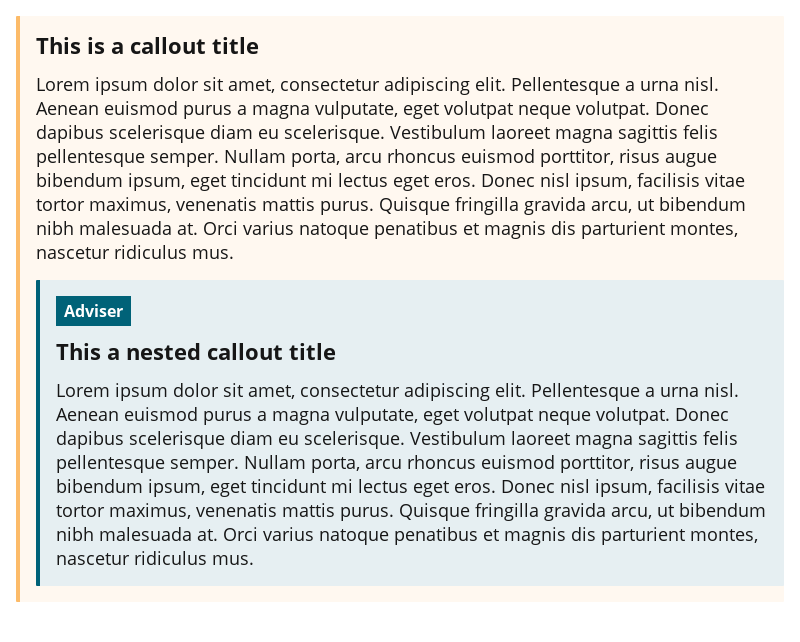 This is a callout title
Lorem ipsum dolor sit amet, consectetur adipiscing elit. Pellentesque a urna nisl.
Aenean euismod purus a magna vulputate, eget volutpat neque volutpat. Donec
dapibus scelerisque diam eu scelerisque. Vestibulum laoreet magna sagittis felis
pellentesque semper. Nullam porta, arcu rhoncus euismod porttitor, risus augue
bibendum ipsum, eget tincidunt mi lectus eget eros. Donec nisl ipsum, facilisis vitae
tortor maximus, venenatis mattis purus. Quisque fringilla gravida arcu, ut bibendum
nibh malesuada at. Orci varius natoque penatibus et magnis dis parturient montes,
nascetur ridiculus mus.
Adviser
This a nested callout title
Lorem ipsum dolor sit amet, consectetur adipiscing elit. Pellentesque a urna nisl.
Aenean euismod purus a magna vulputate, eget volutpat neque volutpat. Donec
dapibus scelerisque diam eu scelerisque. Vestibulum laoreet magna sagittis felis
pellentesque semper. Nullam porta, arcu rhoncus euismod porttitor, risus augue
bibendum ipsum, eget tincidunt mi lectus eget eros. Donec nisl ipsum, facilisis vitae
tortor maximus, venenatis mattis purus. Quisque fringilla gravida arcu, ut bibendum
nibh malesuada at. Orci varius natoque penatibus et magnis dis parturient montes,
nascetur ridiculus mus.